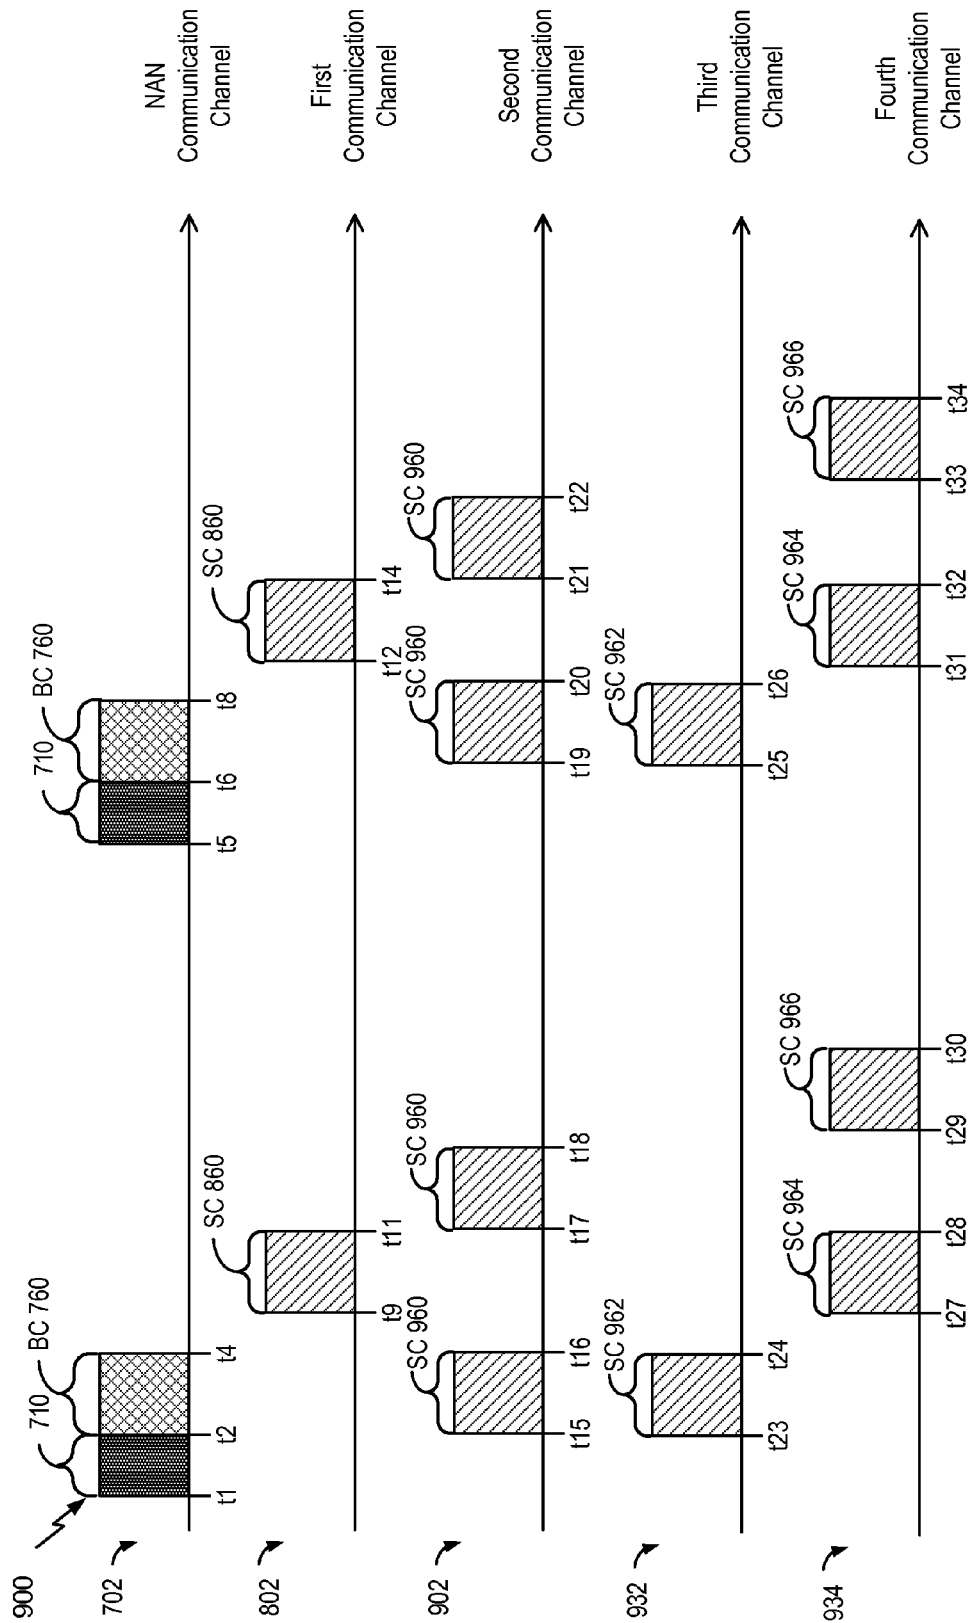 900
710
BC 760
710
BC 760
702
t1
t2
t4
t5
t6
t8
NAN
Communication
Channel
SC 860
SC 860
802
t9
t11
t12
t14
First
Communication
Channel
SC 960
SC 960
SC 960
SC 960
902
t15
t16
t17
t18
t19
t20
t21
t22
Second
Communication
Channel
SC 962
SC 962
932
t23
t24
t25
t26
Third
Communication
Channel
SC 964
SC 966
SC 964
SC 966
934
t27
t28
t29
t30
t31
t32
t33
t34
Fourth
Communication
Channel